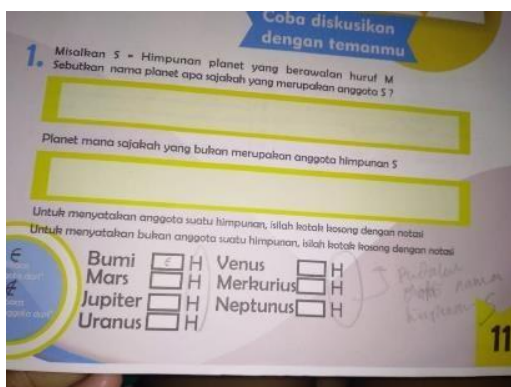 Coba diskusikan
dengan temanmu
1. Misalkan S = Himpunan planet yang berawalan huruf M
Sebutkan nama planet apa sajakah yang merupakan anggota S ?
Planet mana sajakah yang bukan merupakan anggota himpunan S
Untuk menyatakan anggota suatu himpunan, isilah kotak kosong dengan notasi
Untuk menyatakan bukan anggota suatu himpunan, isilah kotak kosong dengan notasi
∈
∉
Bumi ∈ H Venus H
Mars H Merkurius H
Jupiter H Neptunus H
Uranus H
nama
S
11